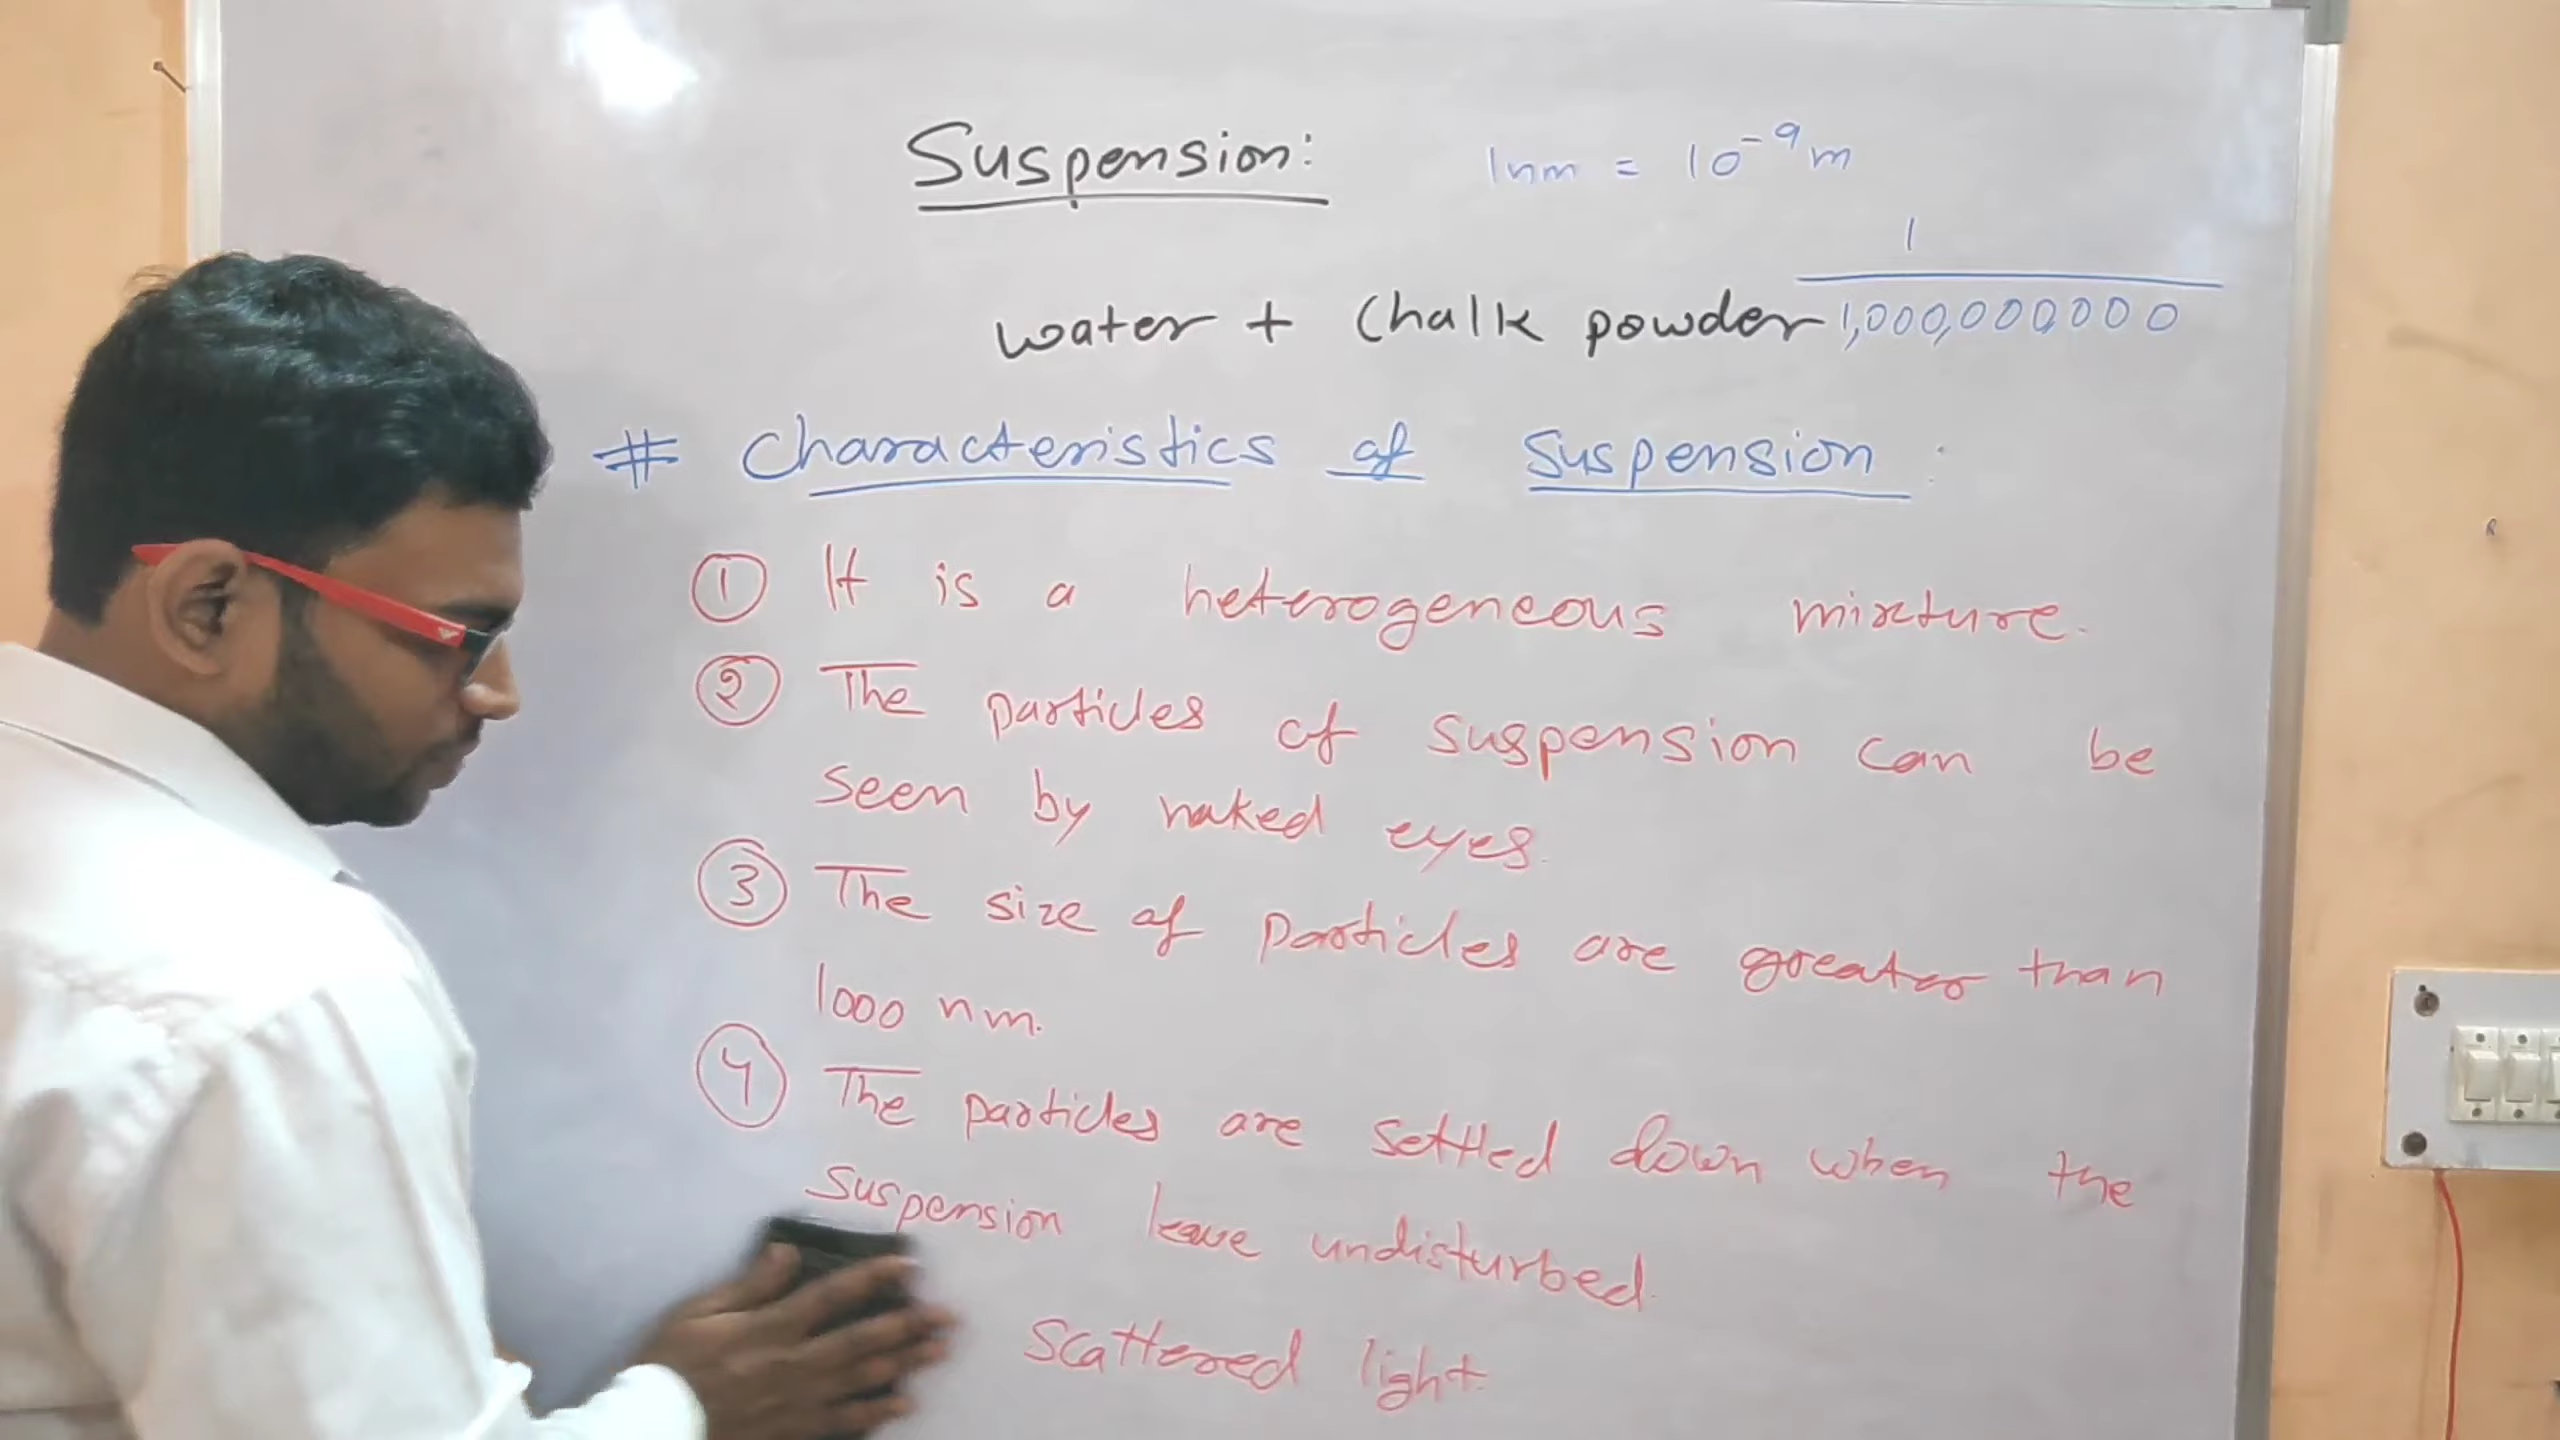 Suspension:
1nm = 10⁻⁹m
1
water + Chalk powder
1,000,000,000
# Characteristics of Suspension:
① It is a heterogeneous mixture.
② The particles of suspension can be
seen by naked eyes.
③ The size of particles are greater than
1000 nm.
④ The particles are settled down when the
suspension leave undisturbed.
Scattered light.